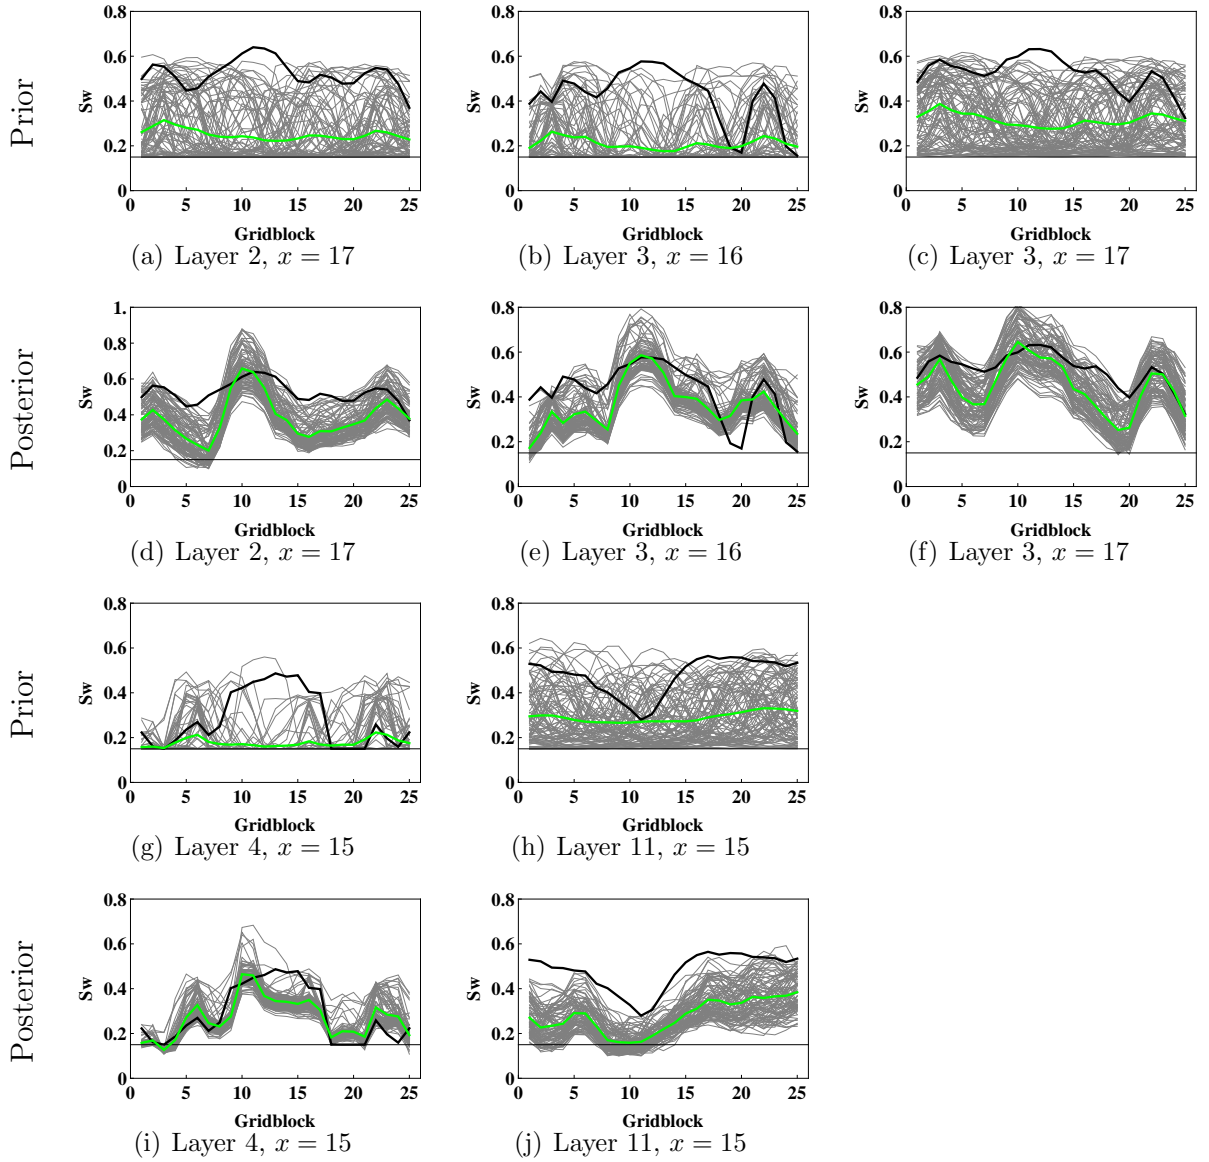 Prior
0.8
0.6
0.4
0.2
0
Sw
0 5 10 15 20 25
Gridblock
(a) Layer 2, x = 17
0.8
0.6
0.4
0.2
0
Sw
0 5 10 15 20 25
Gridblock
(b) Layer 3, x = 16
0.8
0.6
0.4
0.2
0
Sw
0 5 10 15 20 25
Gridblock
(c) Layer 3, x = 17
Posterior
1.
0.8
0.6
0.4
0.2
0
Sw
0 5 10 15 20 25
Gridblock
(d) Layer 2, x = 17
0.8
0.6
0.4
0.2
0
Sw
0 5 10 15 20 25
Gridblock
(e) Layer 3, x = 16
0.8
0.6
0.4
0.2
0
Sw
0 5 10 15 20 25
Gridblock
(f) Layer 3, x = 17
Prior
0.8
0.6
0.4
0.2
0
Sw
0 5 10 15 20 25
Gridblock
(g) Layer 4, x = 15
0.8
0.6
0.4
0.2
0
Sw
0 5 10 15 20 25
Gridblock
(h) Layer 11, x = 15
Posterior
0.8
0.6
0.4
0.2
0
Sw
0 5 10 15 20 25
Gridblock
(i) Layer 4, x = 15
0.8
0.6
0.4
0.2
0
Sw
0 5 10 15 20 25
Gridblock
(j) Layer 11, x = 15